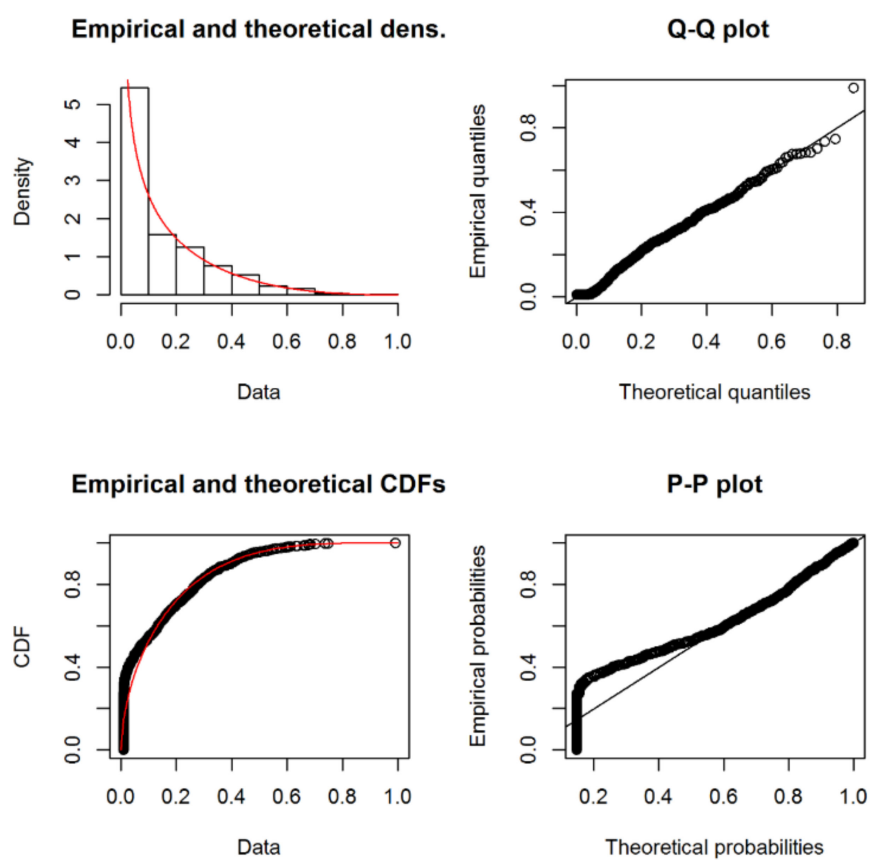 Empirical and theoretical dens.
Density
0 1 2 3 4 5
0.0 0.2 0.4 0.6 0.8 1.0
Data
Q-Q plot
Empirical quantiles
0.0 0.4 0.8
0.0 0.2 0.4 0.6 0.8
Theoretical quantiles
Empirical and theoretical CDFs
CDF
0.0 0.4 0.8
0.0 0.2 0.4 0.6 0.8 1.0
Data
P-P plot
Empirical probabilities
0.0 0.4 0.8
0.2 0.4 0.6 0.8 1.0
Theoretical probabilities